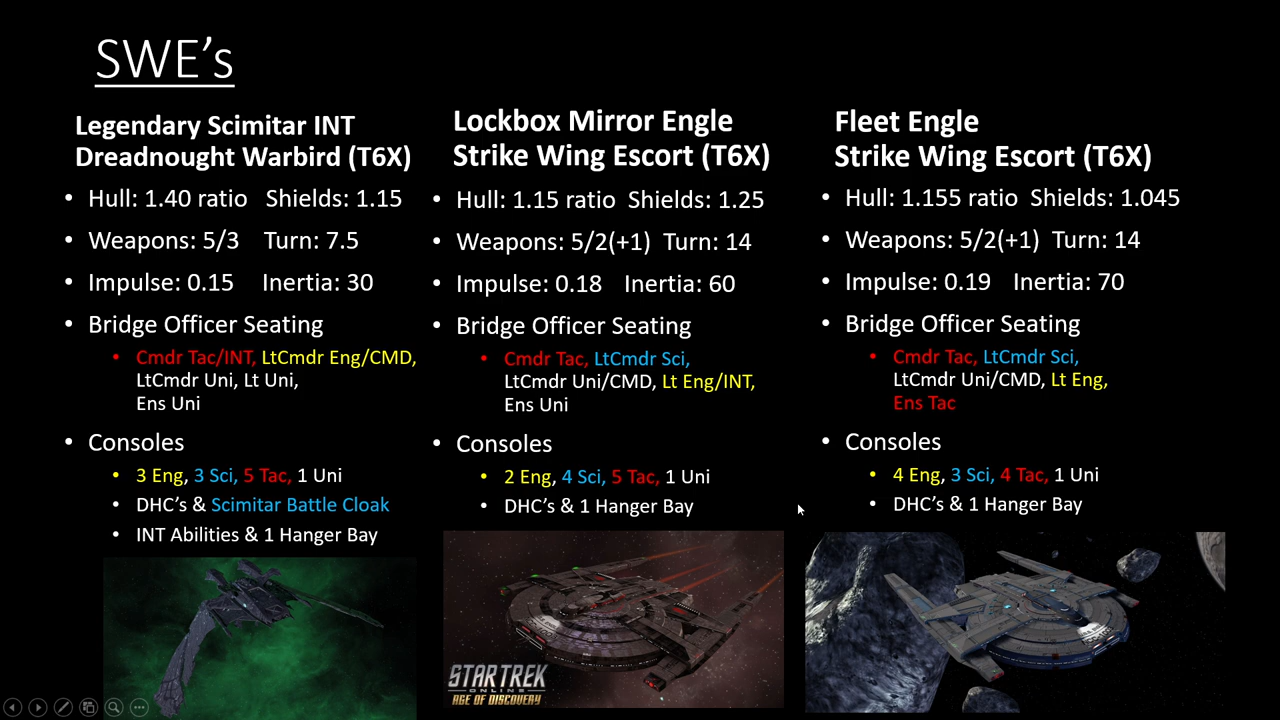 SWE’s
Legendary Scimitar INT
Dreadnought Warbird (T6X)
• Hull: 1.40 ratio Shields: 1.15
• Weapons: 5/3 Turn: 7.5
• Impulse: 0.15 Inertia: 30
• Bridge Officer Seating
• Cmdr Tac/INT, LtCmdr Eng/CMD,
LtCmdr Uni, Lt Uni,
Ens Uni
• Consoles
• 3 Eng, 3 Sci, 5 Tac, 1 Uni
• DHC’s & Scimitar Battle Cloak
• INT Abilities & 1 Hanger Bay
Lockbox Mirror Engle
Strike Wing Escort (T6X)
• Hull: 1.15 ratio Shields: 1.25
• Weapons: 5/2(+1) Turn: 14
• Impulse: 0.18 Inertia: 60
• Bridge Officer Seating
• Cmdr Tac, LtCmdr Sci,
LtCmdr Uni/CMD, Lt Eng/INT,
Ens Uni
• Consoles
• 2 Eng, 4 Sci, 5 Tac, 1 Uni
• DHC’s & 1 Hanger Bay
STAR TREK
ONLINE
AGE OF DISCOVERY
Fleet Engle
Strike Wing Escort (T6X)
• Hull: 1.155 ratio Shields: 1.045
• Weapons: 5/2(+1) Turn: 14
• Impulse: 0.19 Inertia: 70
• Bridge Officer Seating
• Cmdr Tac, LtCmdr Sci,
LtCmdr Uni/CMD, Lt Eng,
Ens Tac
• Consoles
• 4 Eng, 3 Sci, 4 Tac, 1 Uni
• DHC’s & 1 Hanger Bay